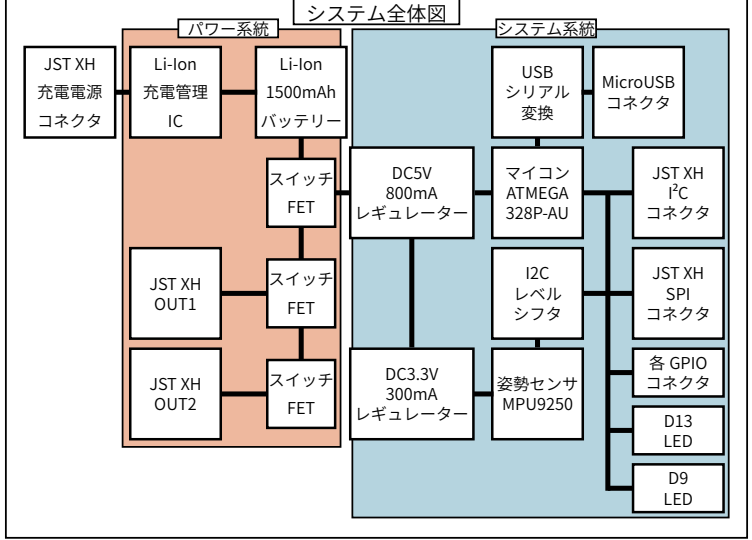 システム全体図
パワー系統
システム系統
JST XH
充電電源
コネクタ
Li-Ion
充電管理
IC
Li-Ion
1500mAh
バッテリー
USB
シリアル
変換
MicroUSB
コネクタ
スイッチ
FET
DC5V
800mA
レギュレーター
マイコン
ATMEGA
328P-AU
JST XH
I²C
コネクタ
JST XH
OUT1
スイッチ
FET
I2C
レベル
シフタ
JST XH
SPI
コネクタ
JST XH
OUT2
スイッチ
FET
DC3.3V
300mA
レギュレーター
姿勢センサ
MPU9250
各 GPIO
コネクタ
D13
LED
D9
LED